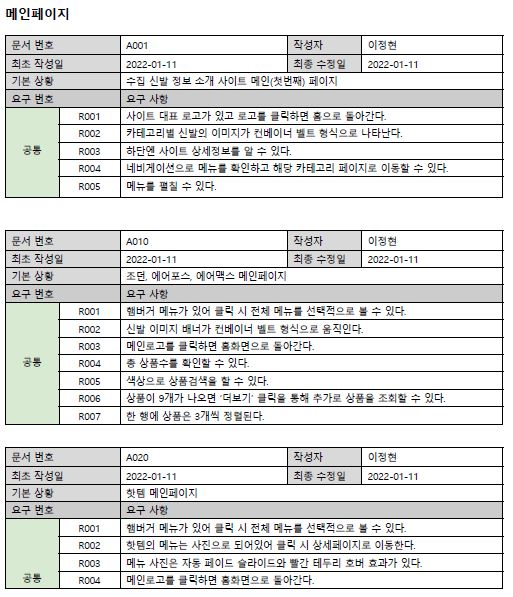 메인페이지
문서 번호 A001 작성자 이정현
최초 작성일 2022-01-11 최종 수정일 2022-01-11
기본 상황 수집 신발 정보 소개 사이트 메인(첫번째) 페이지
요구 번호 요구 사항
공통
R001 사이트 대표 로고가 있고 로고를 클릭하면 홈으로 돌아간다.
R002 카테고리별 신발의 이미지가 컨베이너 벨트 형식으로 나타난다.
R003 하단엔 사이트 상세정보를 알 수 있다.
R004 네비게이션으로 메뉴를 확인하고 해당 카테고리 페이지로 이동할 수 있다.
R005 메뉴를 펼칠 수 있다.
문서 번호 A010 작성자 이정현
최초 작성일 2022-01-11 최종 수정일 2022-01-11
기본 상황 조던, 에어포스, 에어맥스 메인페이지
요구 번호 요구 사항
공통
R001 햄버거 메뉴가 있어 클릭 시 전체 메뉴를 선택적으로 볼 수 있다.
R002 신발 이미지 배너가 컨베이너 벨트 형식으로 움직인다.
R003 메인로고를 클릭하면 홈화면으로 돌아간다.
R004 총 상품수를 확인할 수 있다.
R005 색상으로 상품검색을 할 수 있다.
R006 상품이 9개가 나오면 '더보기' 클릭을 통해 추가로 상품을 조회할 수 있다.
R007 한 행에 상품은 3개씩 정렬된다.
문서 번호 A020 작성자 이정현
최초 작성일 2022-01-11 최종 수정일 2022-01-11
기본 상황 핫템 메인페이지
요구 번호 요구 사항
공통
R001 햄버거 메뉴가 있어 클릭 시 전체 메뉴를 선택적으로 볼 수 있다.
R002 핫템의 메뉴는 사진으로 되어있어 클릭 시 상세페이지로 이동한다.
R003 메뉴 사진은 자동 페이드 슬라이드와 빨간 테두리 호버 효과가 있다.
R004 메인로고를 클릭하면 홈화면으로 돌아간다.